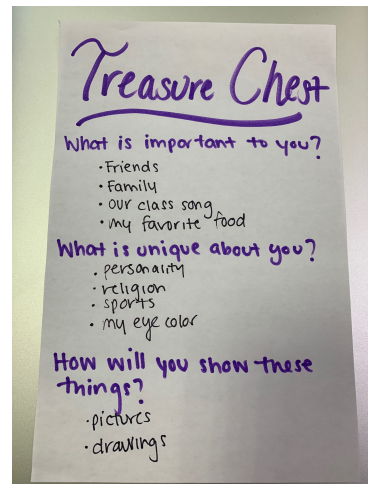 Treasure Chest
What is important to you?
· Friends
· Family
· our class song
· my favorite food
What is unique about you?
· personality
· religion
· sports
· my eye color
How will you show these
things?
· pictures
· drawings